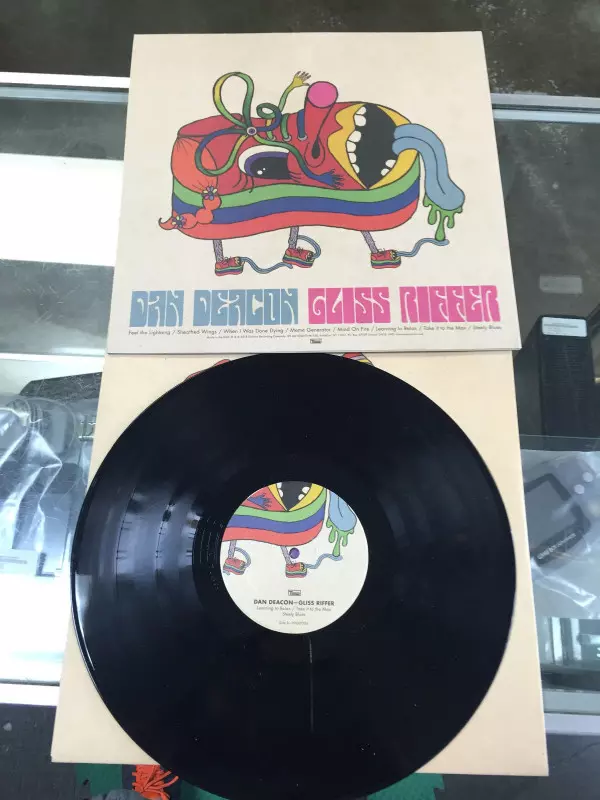 DAN DEACON GLISS RIFFER
Feel the Lightning / Sheathed Wings / When I Was Done Dying / Meme Generator / Mind On Fire / Learning to Relax / Take It to the Max / Steely Blues
Domino
DAN DEACON—GLISS RIFFER
Learning to Relax / Take It to the Max
Steely Blues